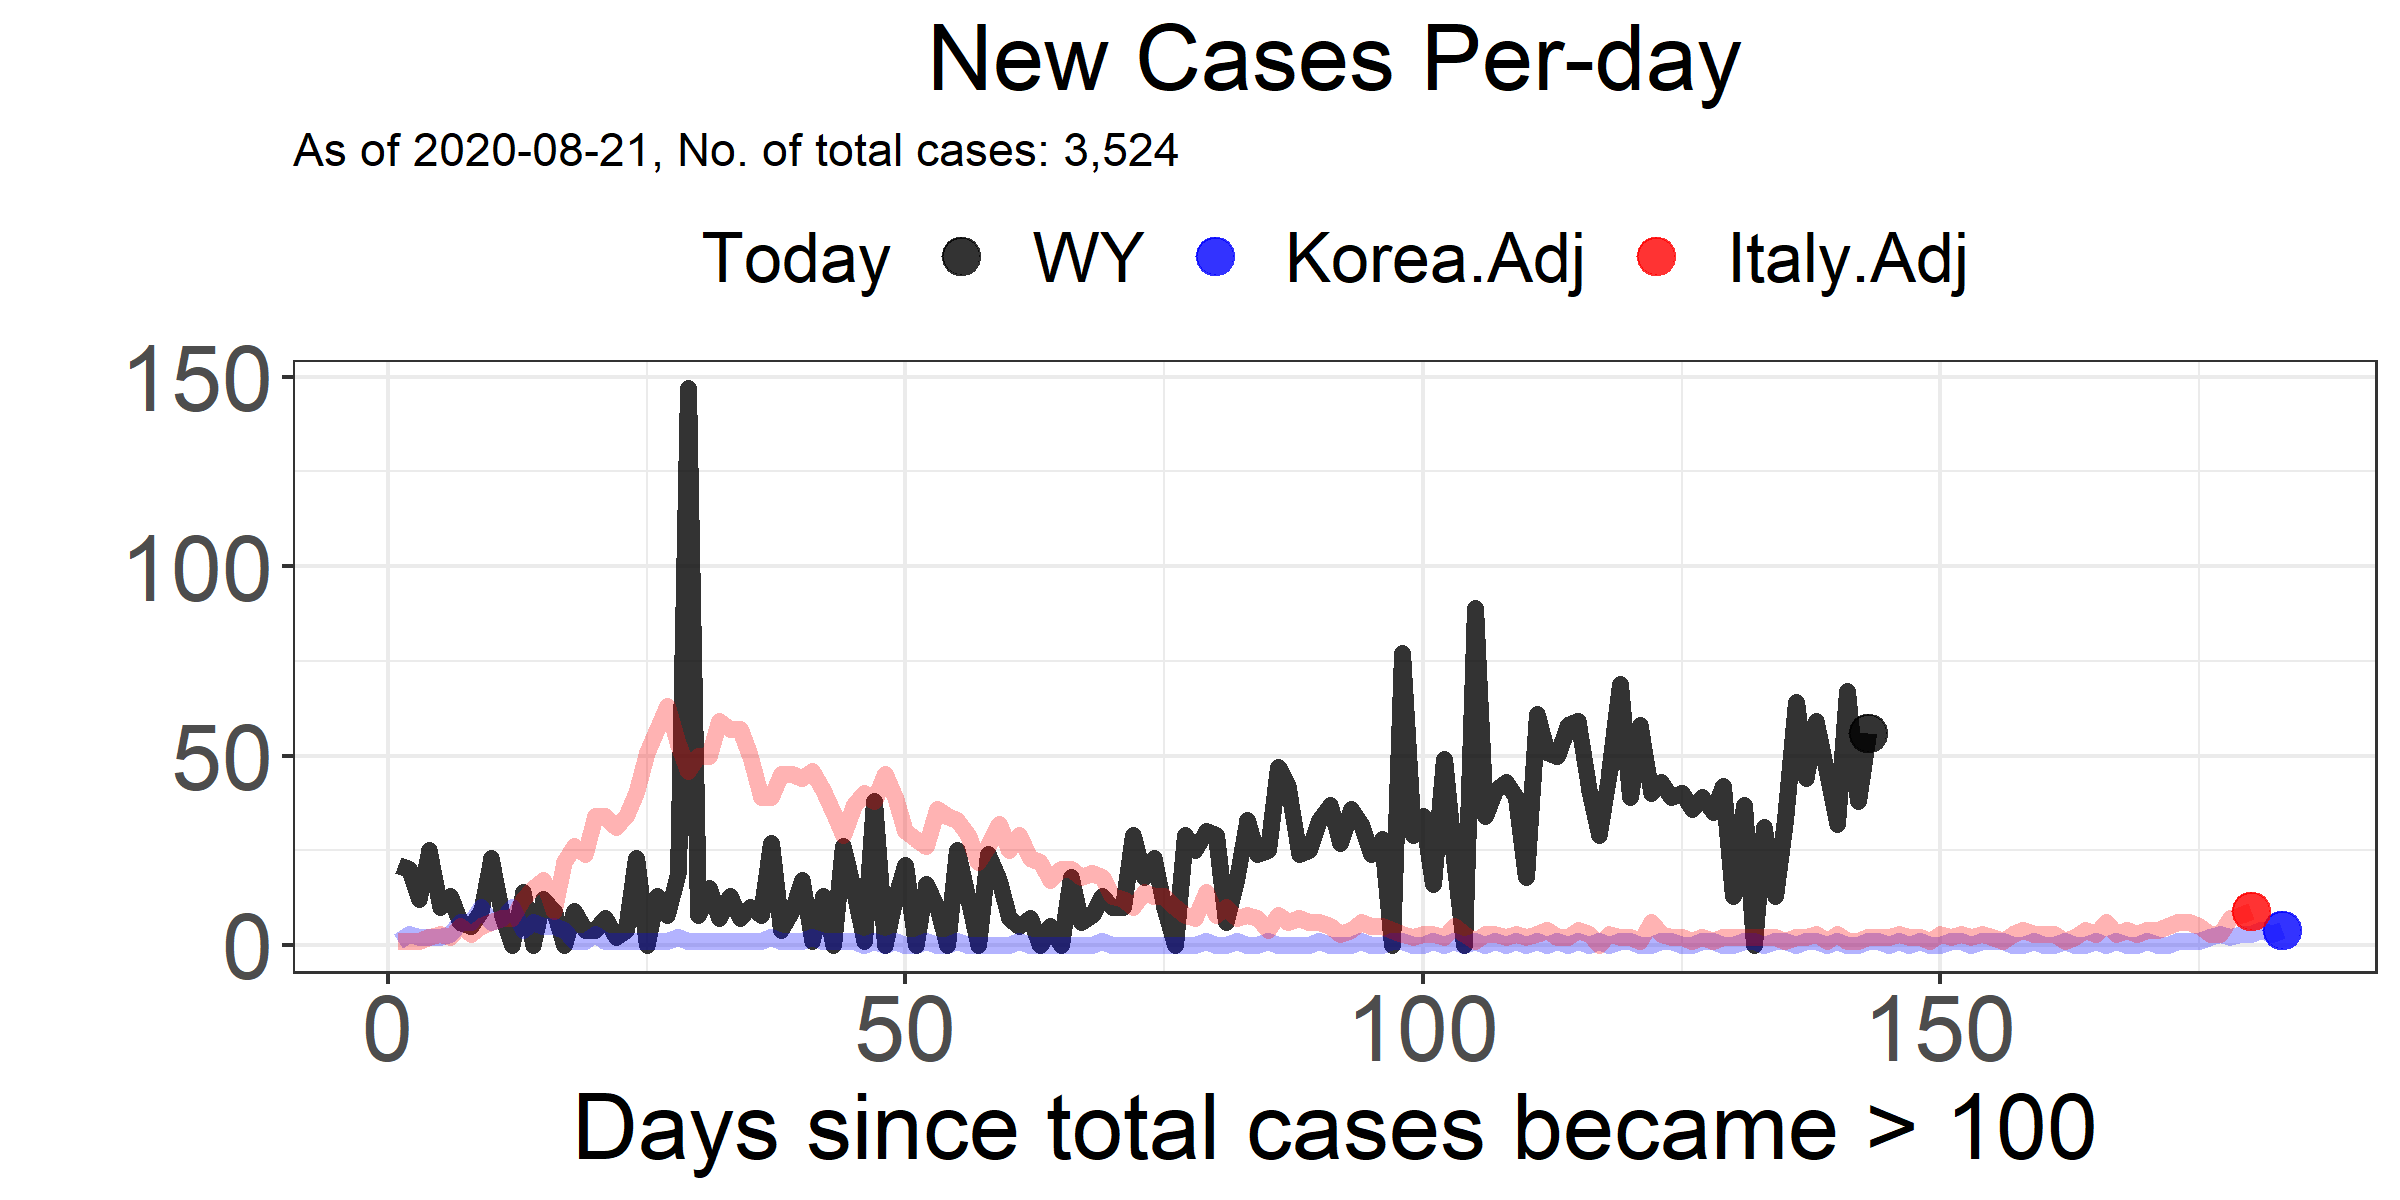 New Cases Per-day
As of 2020-08-21, No. of total cases: 3,524
Today WY Korea.Adj Italy.Adj
150
100
50
0
0 50 100 150
Days since total cases became > 100